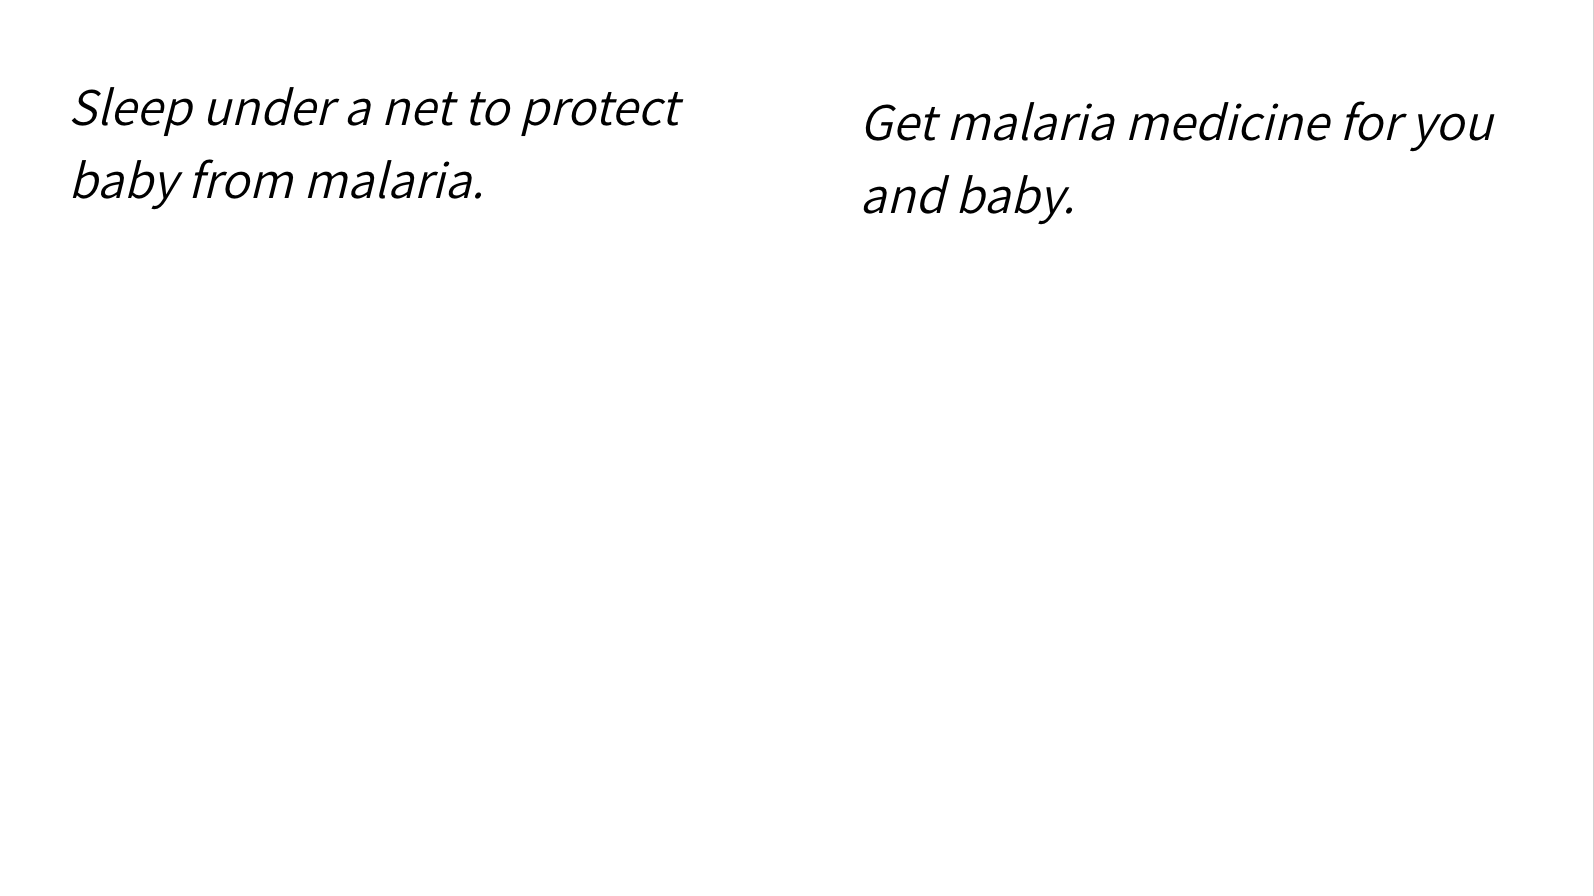 Sleep under a net to protect
baby from malaria.
Get malaria medicine for you
and baby.